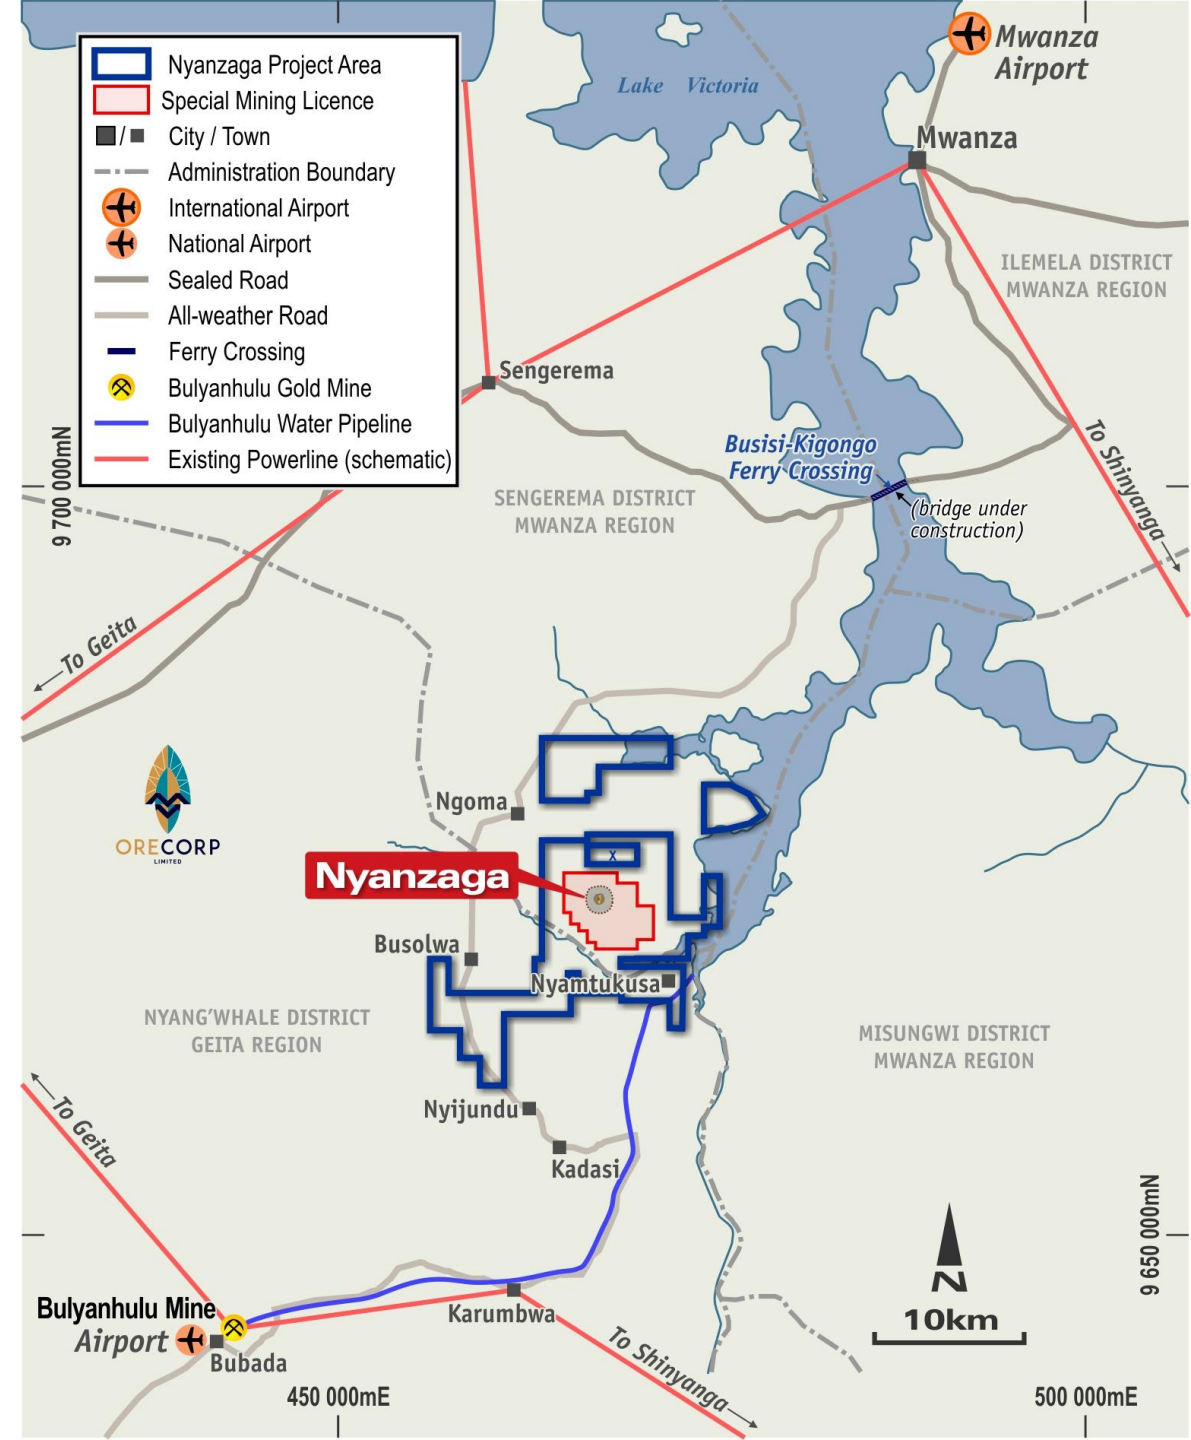 Nyanzaga Project Area
Special Mining Licence
/ City / Town
Administration Boundary
International Airport
National Airport
Sealed Road
All-weather Road
Ferry Crossing
Bulyanhulu Gold Mine
Bulyanhulu Water Pipeline
Existing Powerline (schematic)
Lake Victoria
Mwanza
Airport
Mwanza
ILEMELA DISTRICT
MWANZA REGION
Sengerema
Busisi-Kigongo
Ferry Crossing
(bridge under
construction)
To Shinyanga
SENGEREMA DISTRICT
MWANZA REGION
9 700 000mN
To Geita
ORECORP
LIMITED
Ngoma
X
Nyanzaga
Busolwa
Nyamtukusa
NYANG'WHALE DISTRICT
GEITA REGION
MISUNGWI DISTRICT
MWANZA REGION
To Geita
Nyijundu
Kadasi
9 650 000mN
N
10km
Bulyanhulu Mine
Airport
Bubada
Karumbwa
To Shinyanga
450 000mE
500 000mE